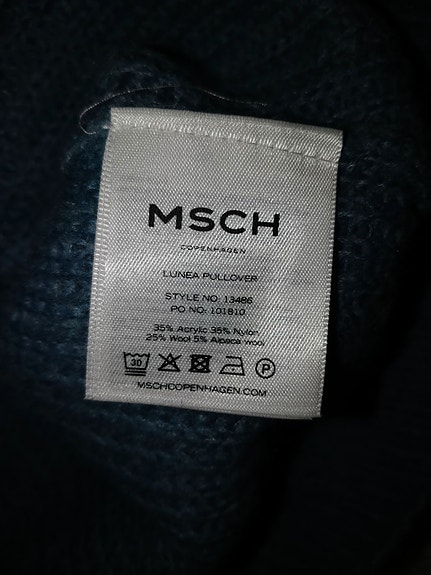 MSCH
COPENHAGEN
LUNEA PULLOVER
STYLE NO: 13486
PO NO: 101810
35% Acrylic 35% Nylon
25% Wool 5% Alpaca wool
30
P
MSCHCOPENHAGEN.COM